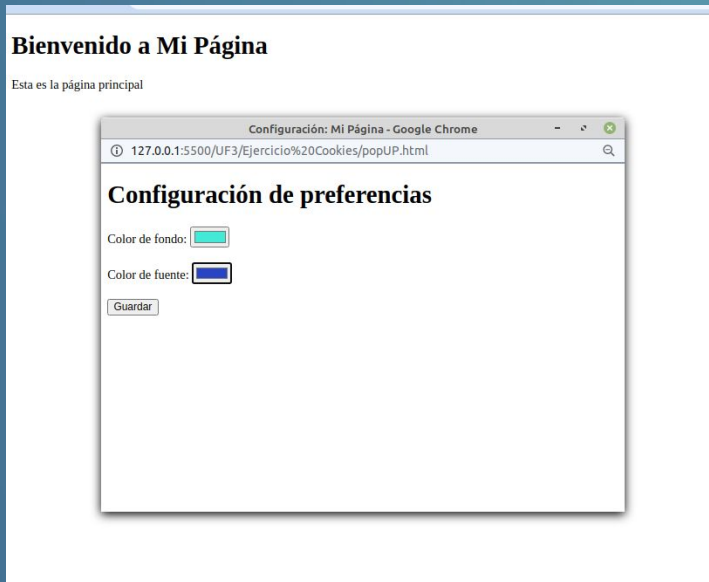 Bienvenido a Mi Página
Esta es la página principal
Configuración: Mi Página - Google Chrome
127.0.0.1:5500/UF3/Ejercicio%20Cookies/popUP.html
Configuración de preferencias
Color de fondo:
Color de fuente:
Guardar